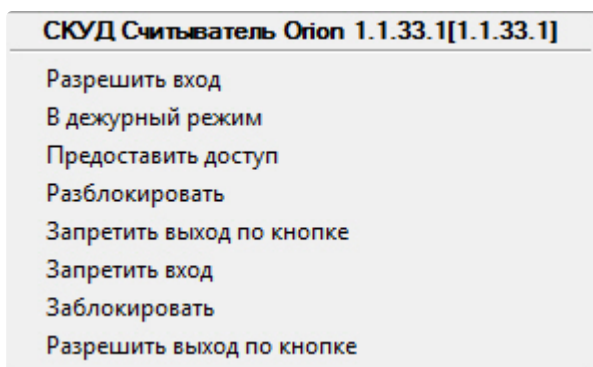 СКУД Считыватель Orion 1.1.33.1[1.1.33.1]
Разрешить вход
В дежурный режим
Предоставить доступ
Разблокировать
Запретить выход по кнопке
Запретить вход
Заблокировать
Разрешить выход по кнопке